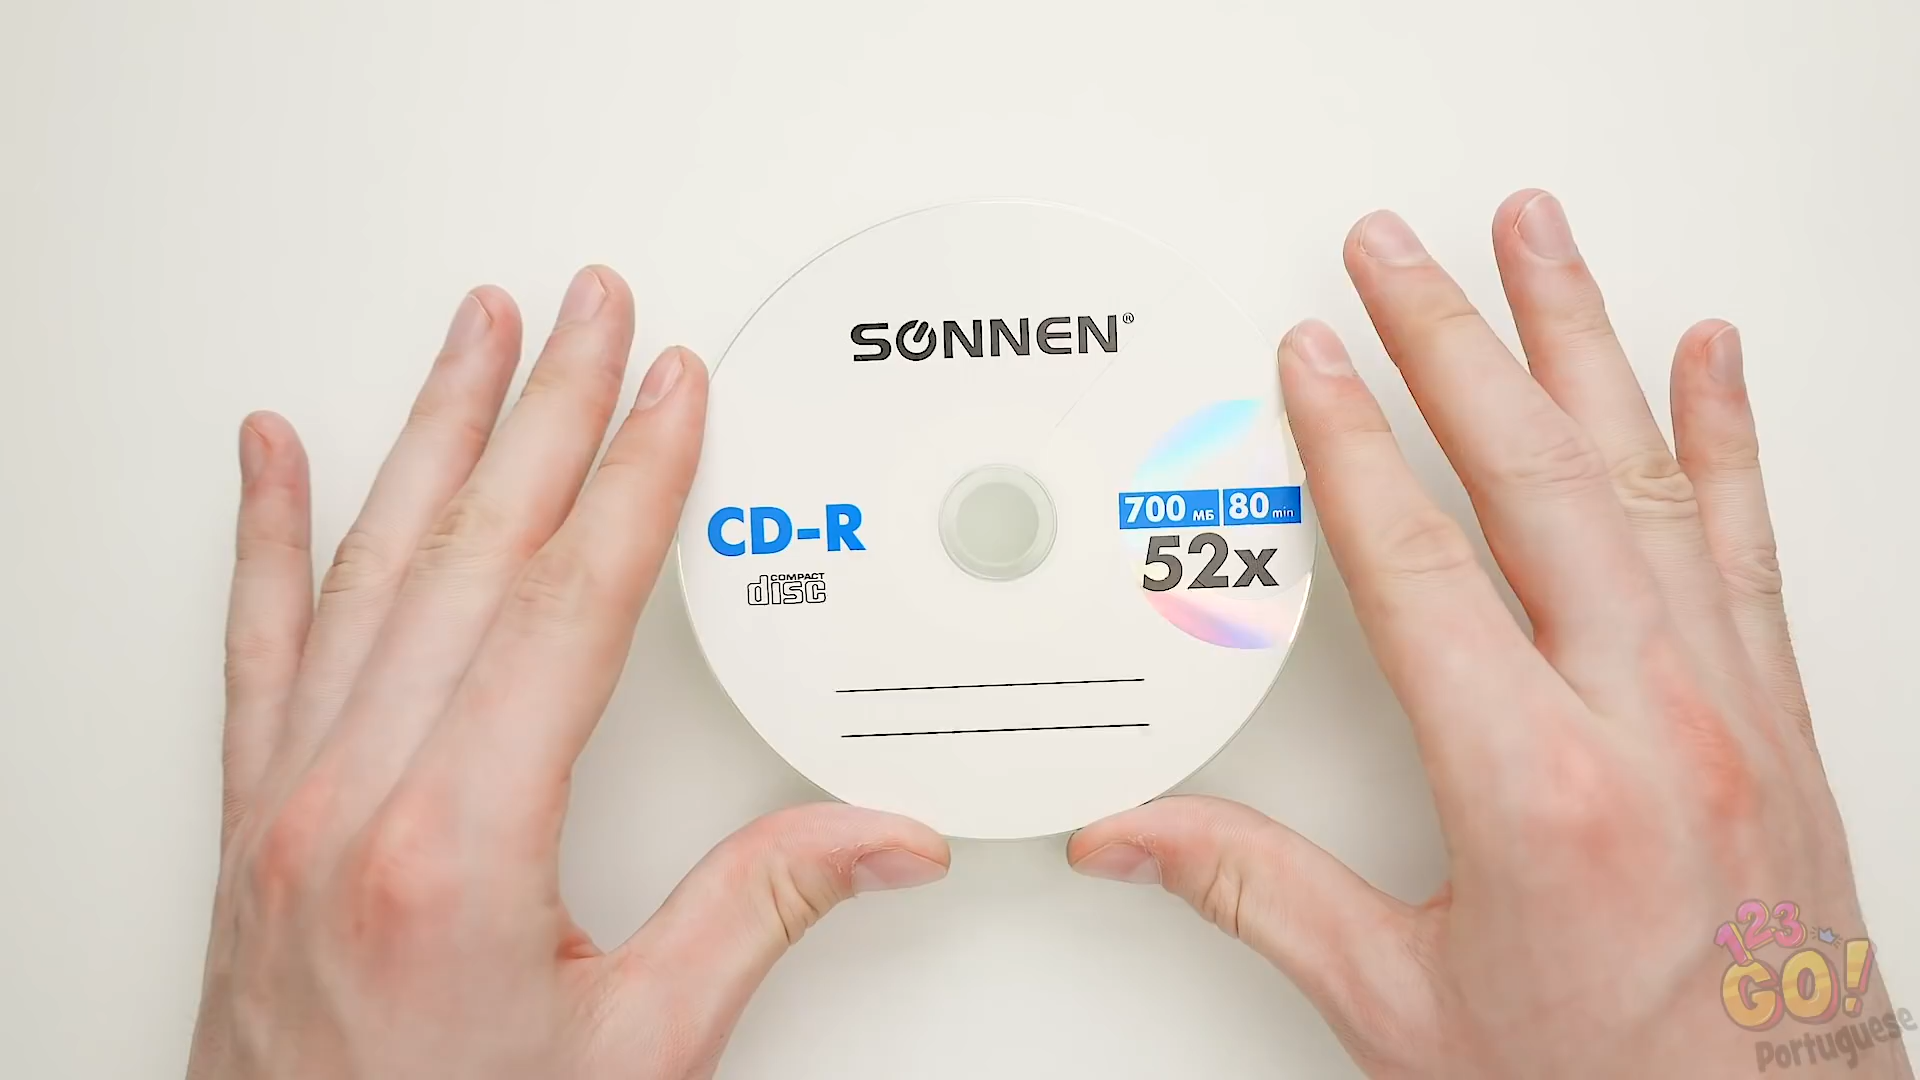 SONNEN®
CD-R
COMPACT
disc
700 МБ 80 min
52x
123
GO!
Portuguese